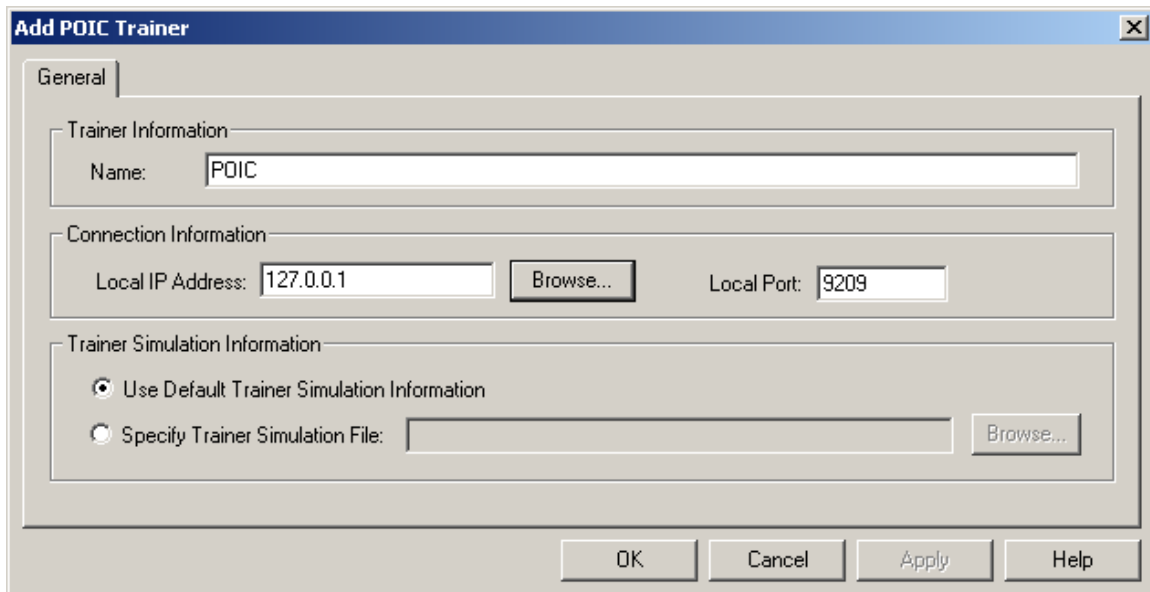 Add POIC Trainer
General
Trainer Information
Name: POIC
Connection Information
Local IP Address: 127.0.0.1 Browse... Local Port: 9209
Trainer Simulation Information
Use Default Trainer Simulation Information
Specify Trainer Simulation File: Browse...
OK Cancel Apply Help